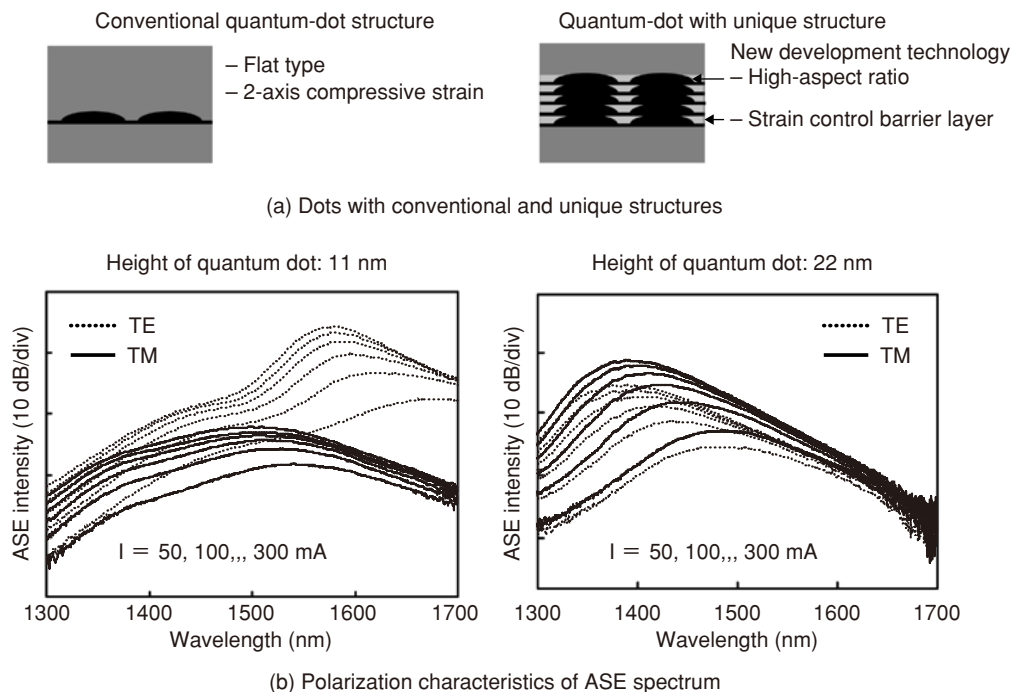 Conventional quantum-dot structure
– Flat type
– 2-axis compressive strain
Quantum-dot with unique structure
New development technology
– High-aspect ratio
– Strain control barrier layer
(a) Dots with conventional and unique structures
Height of quantum dot: 11 nm
ASE intensity (10 dB/div)
TE
TM
I = 50, 100,,, 300 mA
1300 1400 1500 1600 1700
Wavelength (nm)
Height of quantum dot: 22 nm
ASE intensity (10 dB/div)
TE
TM
I = 50, 100,,, 300 mA
1300 1400 1500 1600 1700
Wavelength (nm)
(b) Polarization characteristics of ASE spectrum